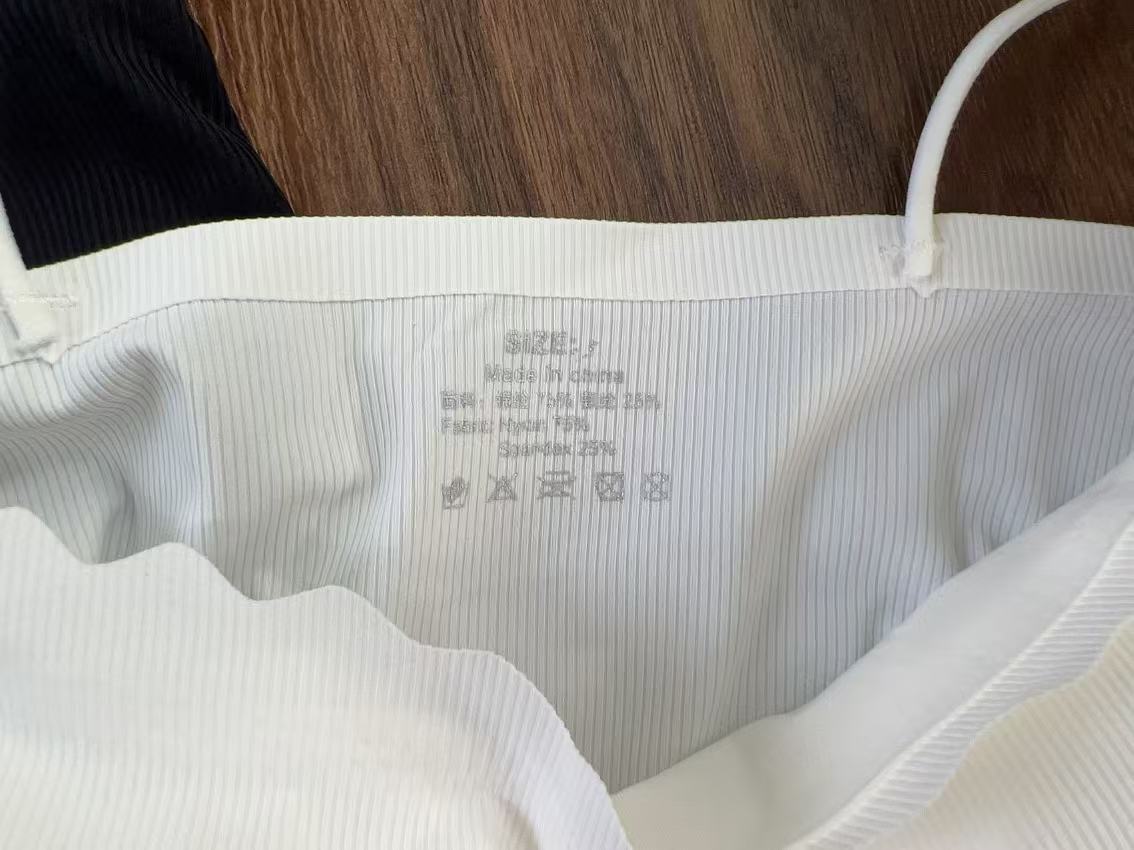 SIZE:
Made in china
面料：锦纶 75% 氨纶 25%
Fabric: Nylon 75%
Spandex 25%